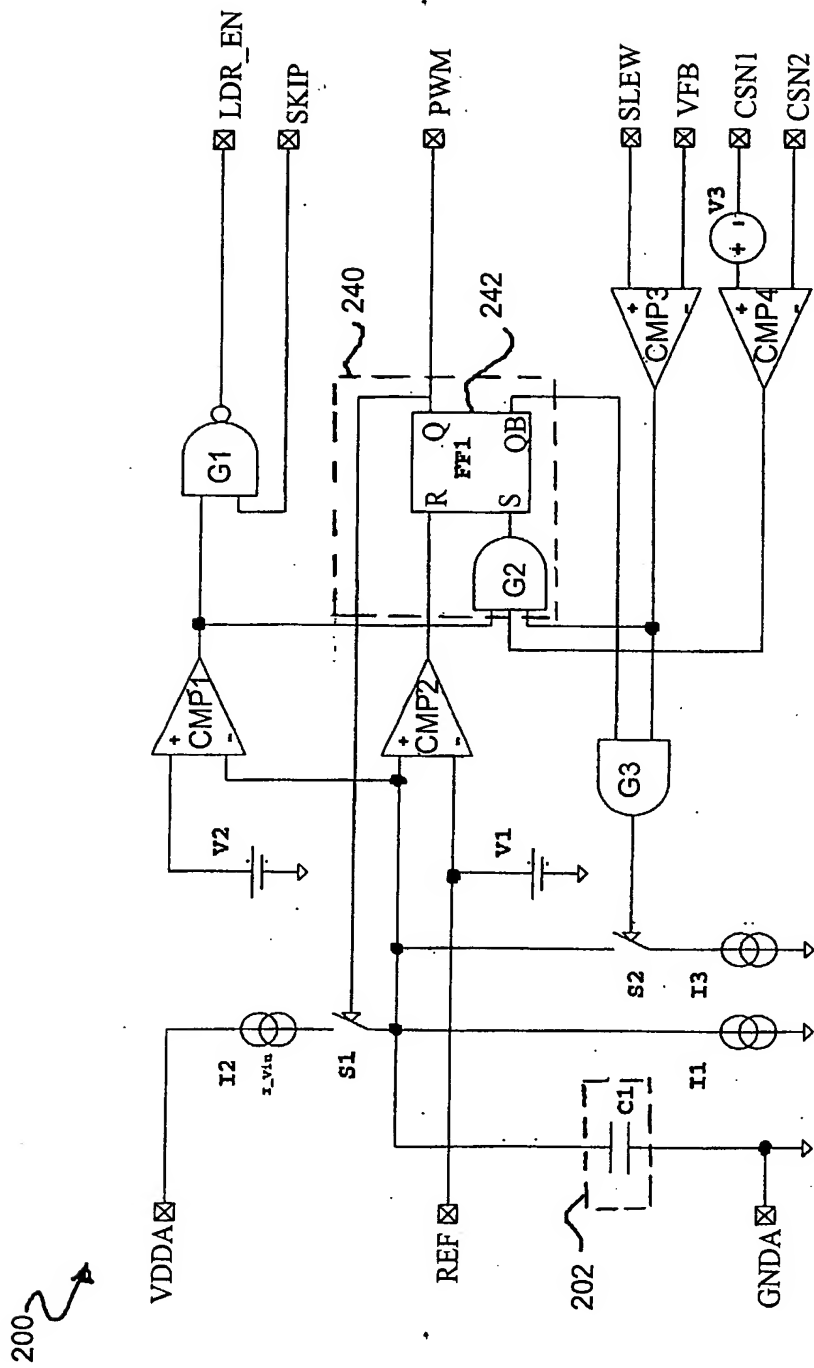 200
VDDA
REF
202
GNDA
I2
I_Vin
S1
C1
I1
S2
I3
V2
V1
+
-
CMP1
+
-
CMP2
G3
G1
G2
240
242
R
Q
FF1
S
QB
+
-
CMP3
+
-
CMP4
V3
+ -
LDR_EN
SKIP
PWM
SLEW
VFB
CSN1
CSN2